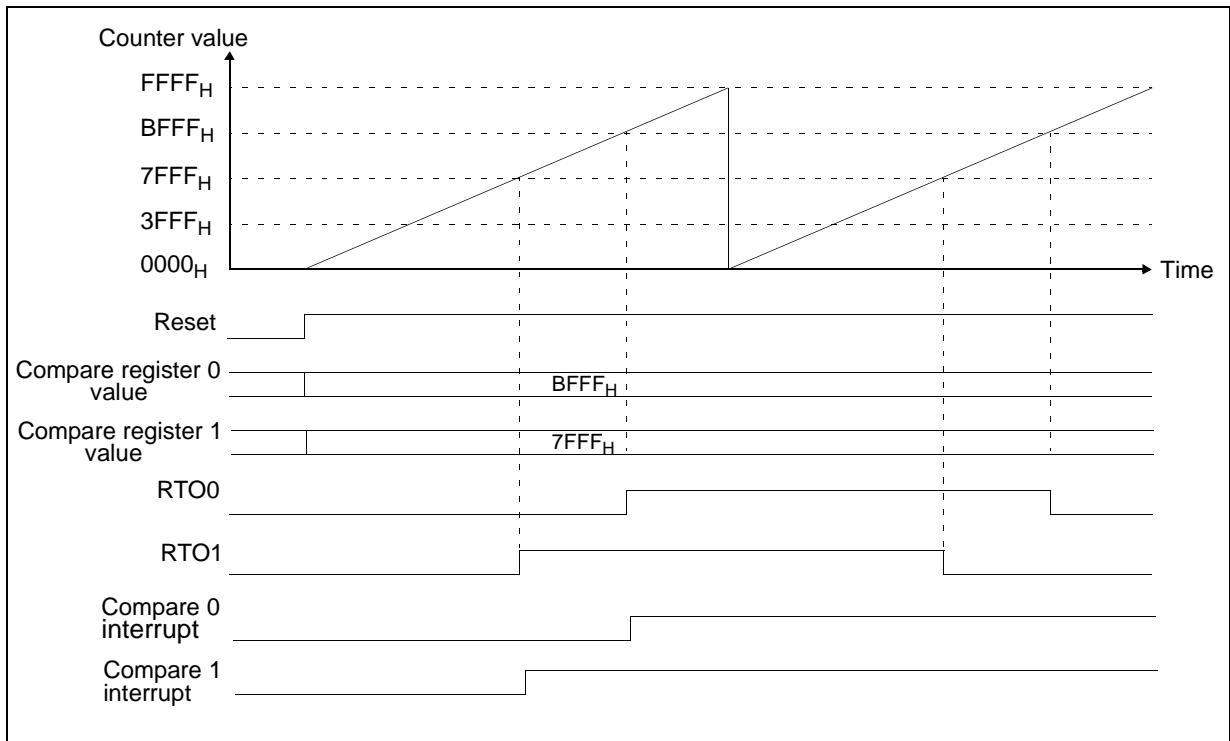 Counter value
FFFFH
BFFFH
7FFFH
3FFFH
0000H
Time
Reset
Compare register 0
value
BFFFH
Compare register 1
value
7FFFH
RTO0
RTO1
Compare 0
interrupt
Compare 1
interrupt